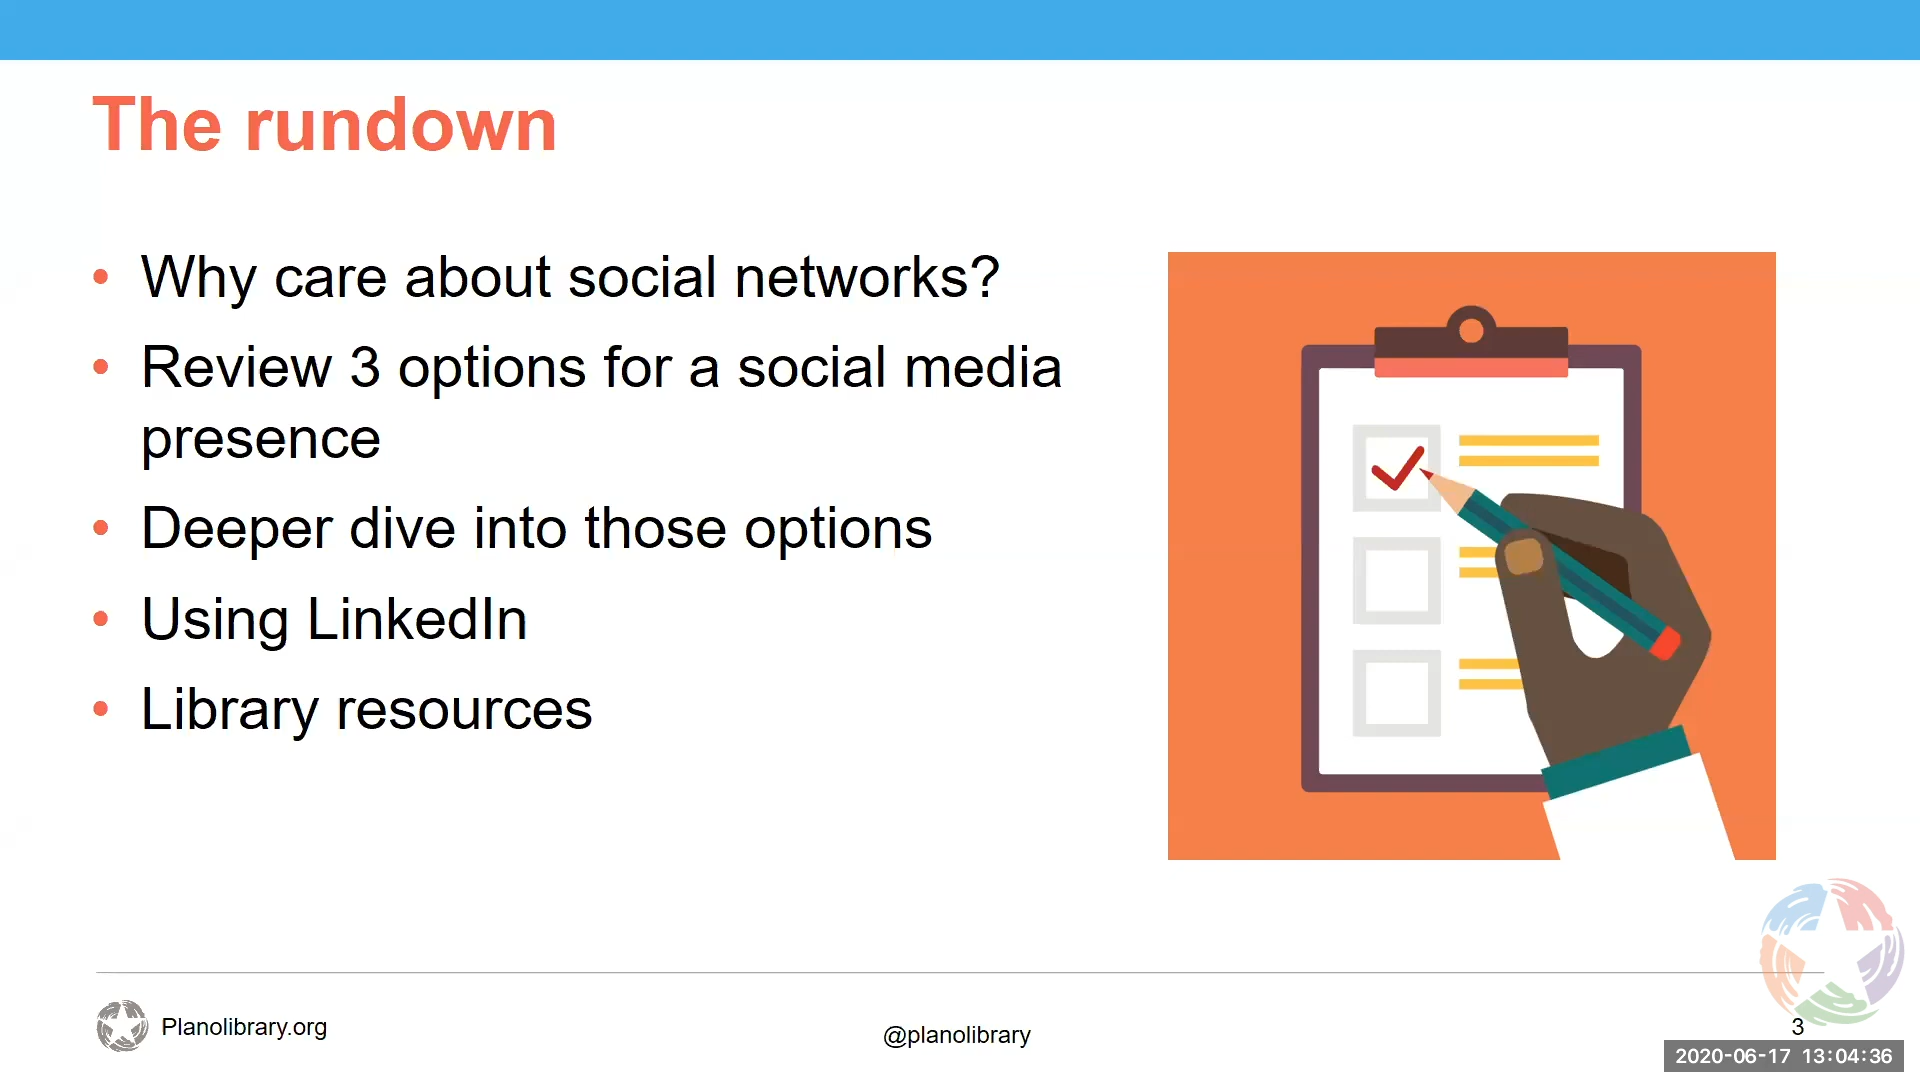 The rundown
• Why care about social networks?
• Review 3 options for a social media
presence
• Deeper dive into those options
• Using LinkedIn
• Library resources
Planolibrary.org
@planolibrary
3
2020-06-17 13:04:36